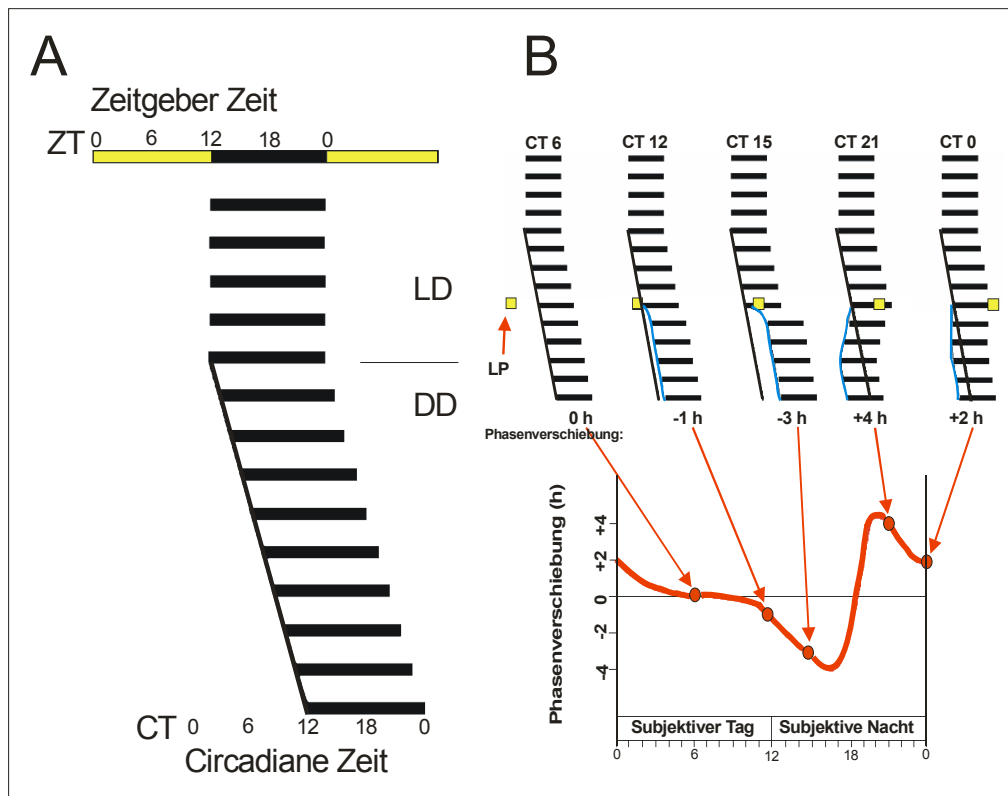 A
Zeitgeber Zeit
ZT 0 6 12 18 0
LD
DD
CT 0 6 12 18 0
Circadiane Zeit
B
CT 6 CT 12 CT 15 CT 21 CT 0
LP
0 h -1 h -3 h +4 h +2 h
Phasenverschiebung:
Phasenverschiebung (h)
+4
+2
0
-2
-4
Subjektiver Tag Subjektive Nacht
0 6 12 18 0